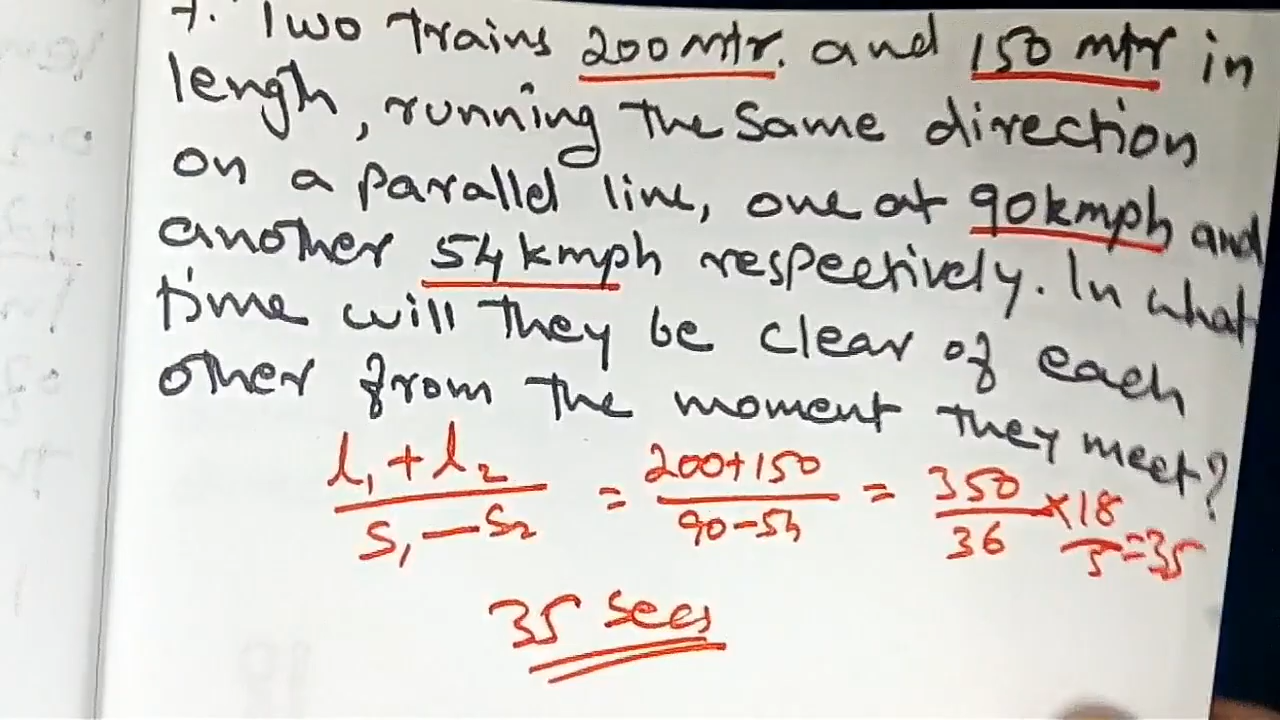 7. Two trains 200 mtr. and 150 mtr in
length, running the same direction
on a parallel line, one at 90kmph and
another 54 kmph respectively. In what
time will they be clear of each
other from the moment they meet?
l₁ + l₂ / S₁ - S₂ = 200+150 / 90-54 = 350 / 36 × 18 / 5 = 35
35 secs